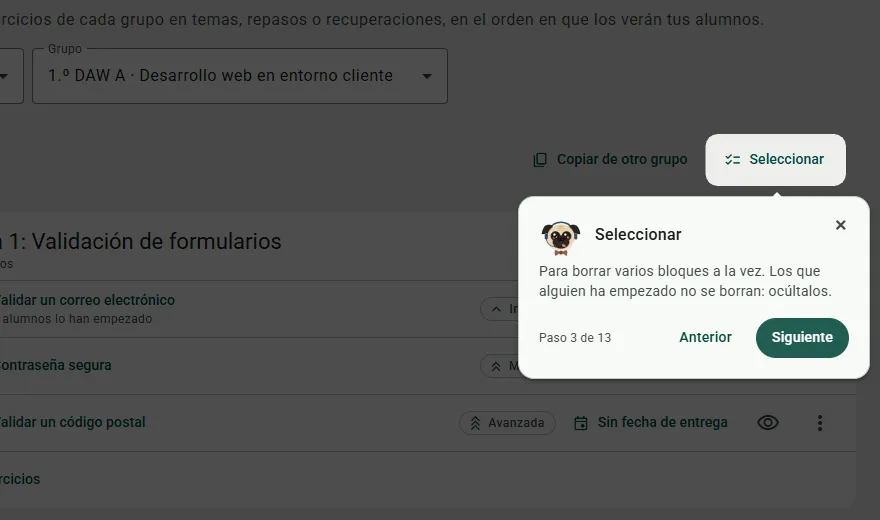 rcicios de cada grupo en temas, repasos o recuperaciones, en el orden en que los verán tus alumnos.
Grupo
1.º DAW A · Desarrollo web en entorno cliente
Copiar de otro grupo
Seleccionar
1: Validación de formularios
os
Seleccionar
Para borrar varios bloques a la vez. Los que
alguien ha empezado no se borran: ocúltalos.
Paso 3 de 13
Anterior
Siguiente
alidar un correo electrónico
alumnos lo han empezado
ontraseña segura
alidar un código postal
Avanzada
Sin fecha de entrega
rcicios